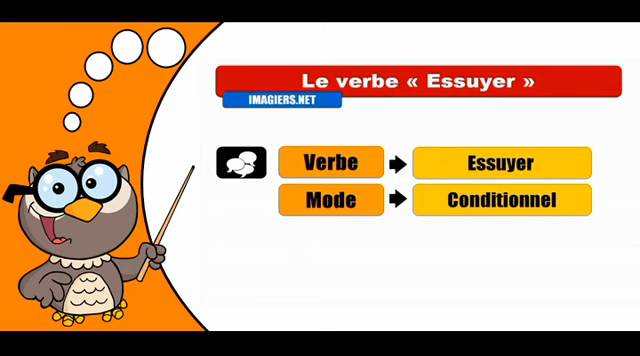 Le verbe « Essuyer »
IMAGIERS.NET
Verbe Essuyer
Mode Conditionnel